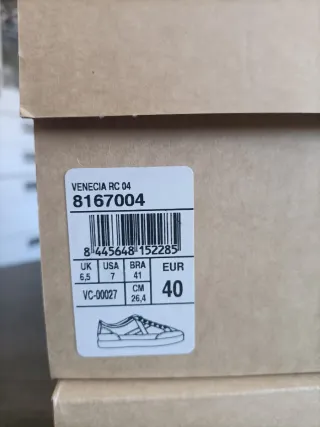 VENECIA RC 04
8167004
8 445648 152285
UK USA BRA EUR
6,5 7 41 40
VC-00027 CM
26,4